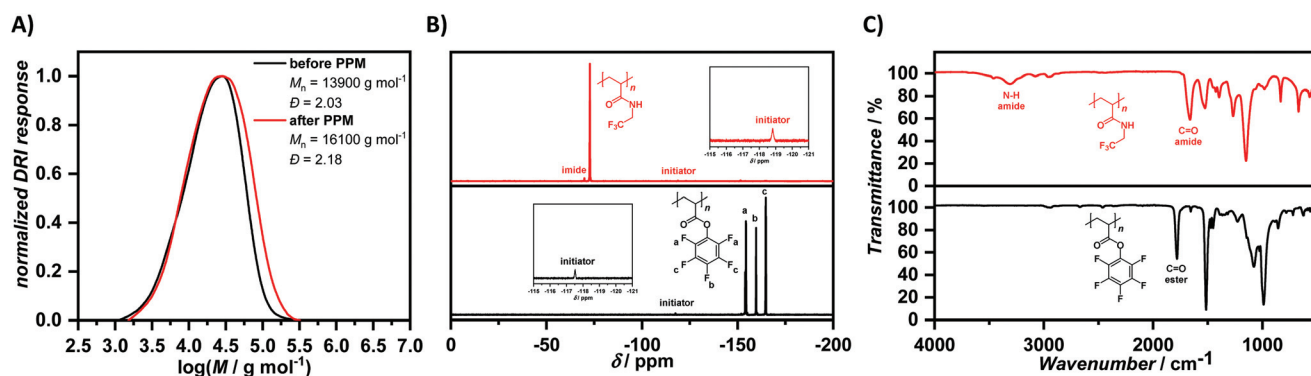 A)
normalized DRI response
1.0
0.8
0.6
0.4
0.2
0.0
before PPM
Mn = 13900 g mol-1
Đ = 2.03
after PPM
Mn = 16100 g mol-1
Đ = 2.18
2.5 3.0 3.5 4.0 4.5 5.0 5.5 6.0 6.5 7.0
log(M / g mol-1)
B)
n
O
NH
F3C
imide
initiator
initiator
-115 -116 -117 -118 -119 -120 -121
δ/ ppm
initiator
-115 -116 -117 -118 -119 -120 -121
δ/ ppm
n
O
O
a F
F a
c F
F c
F
b
initiator
a
b
c
0 -50 -100 -150 -200
δ / ppm
C)
Transmittance / %
100
80
60
40
20
0
N-H
amide
n
O
NH
F3C
C=O
amide
100
80
60
40
20
0
n
O
O
F
F
F
F
F
C=O
ester
4000 3000 2000 1000
Wavenumber / cm-1